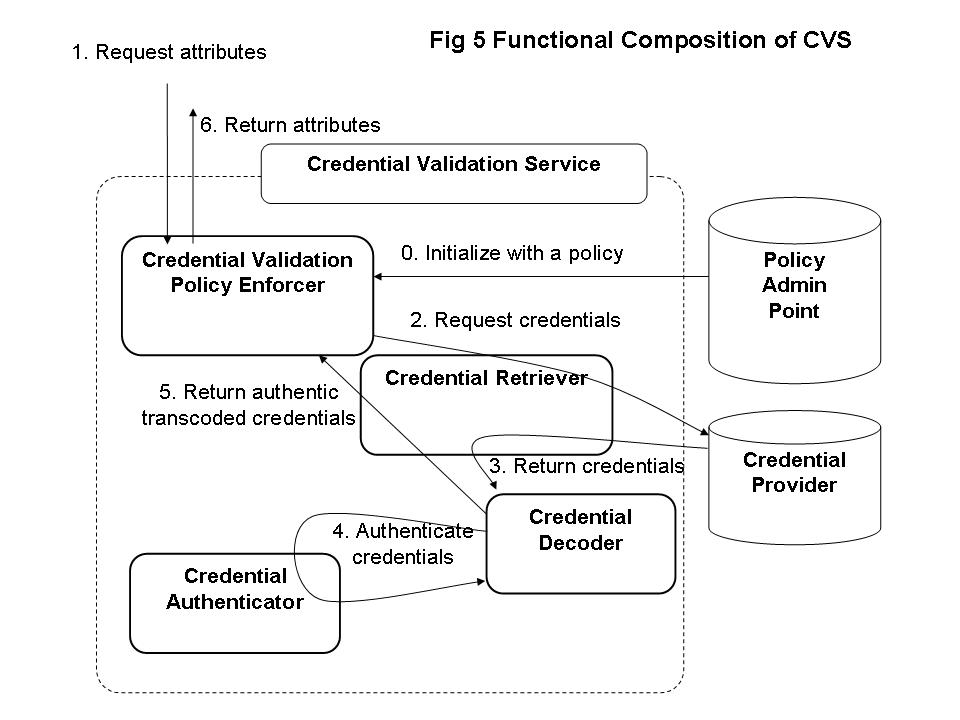 Fig 5 Functional Composition of CVS
1. Request attributes
6. Return attributes
Credential Validation Service
Credential Validation
Policy Enforcer
0. Initialize with a policy
Policy
Admin
Point
2. Request credentials
Credential Retriever
5. Return authentic
transcoded credentials
3. Return credentials
Credential
Provider
Credential
Decoder
4. Authenticate
credentials
Credential
Authenticator